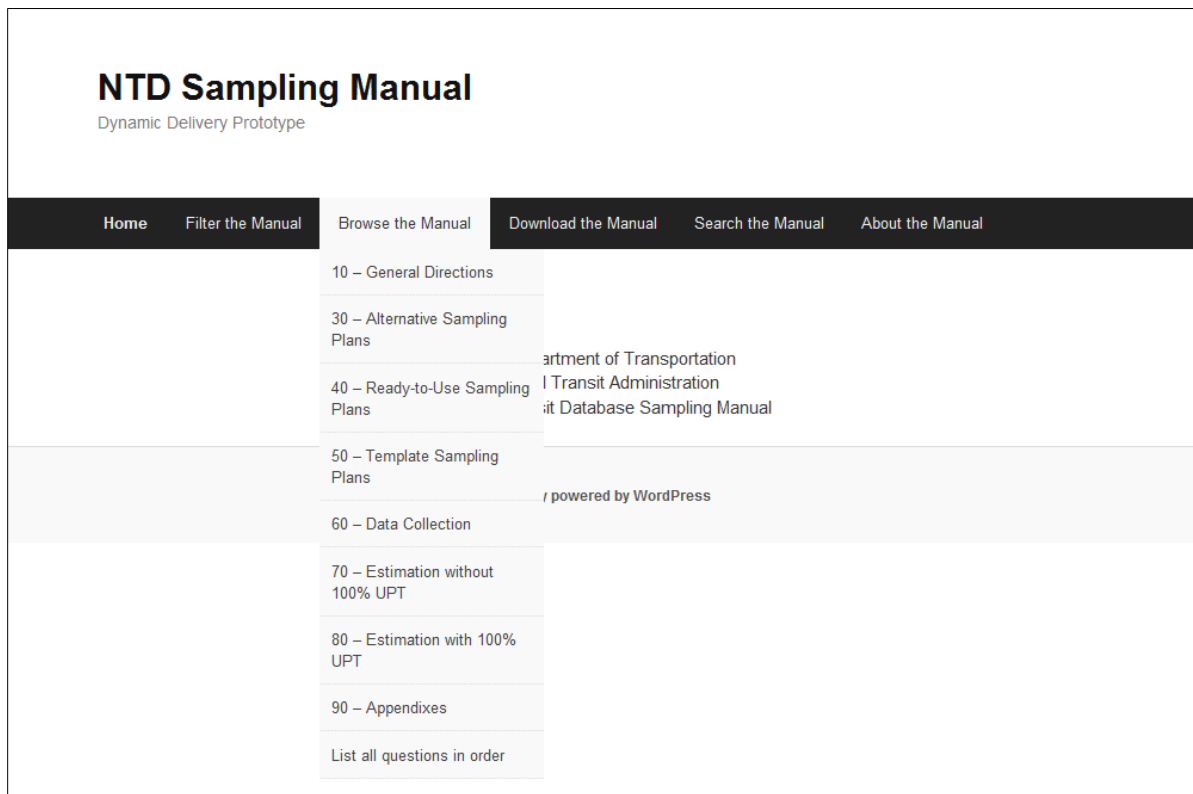 NTD Sampling Manual
Dynamic Delivery Prototype
Home Filter the Manual Browse the Manual Download the Manual Search the Manual About the Manual
10 – General Directions
30 – Alternative Sampling
Plans
artment of Transportation
l Transit Administration
40 – Ready-to-Use Sampling
Plans
sit Database Sampling Manual
50 – Template Sampling
Plans
y powered by WordPress
60 – Data Collection
70 – Estimation without
100% UPT
80 – Estimation with 100%
UPT
90 – Appendixes
List all questions in order